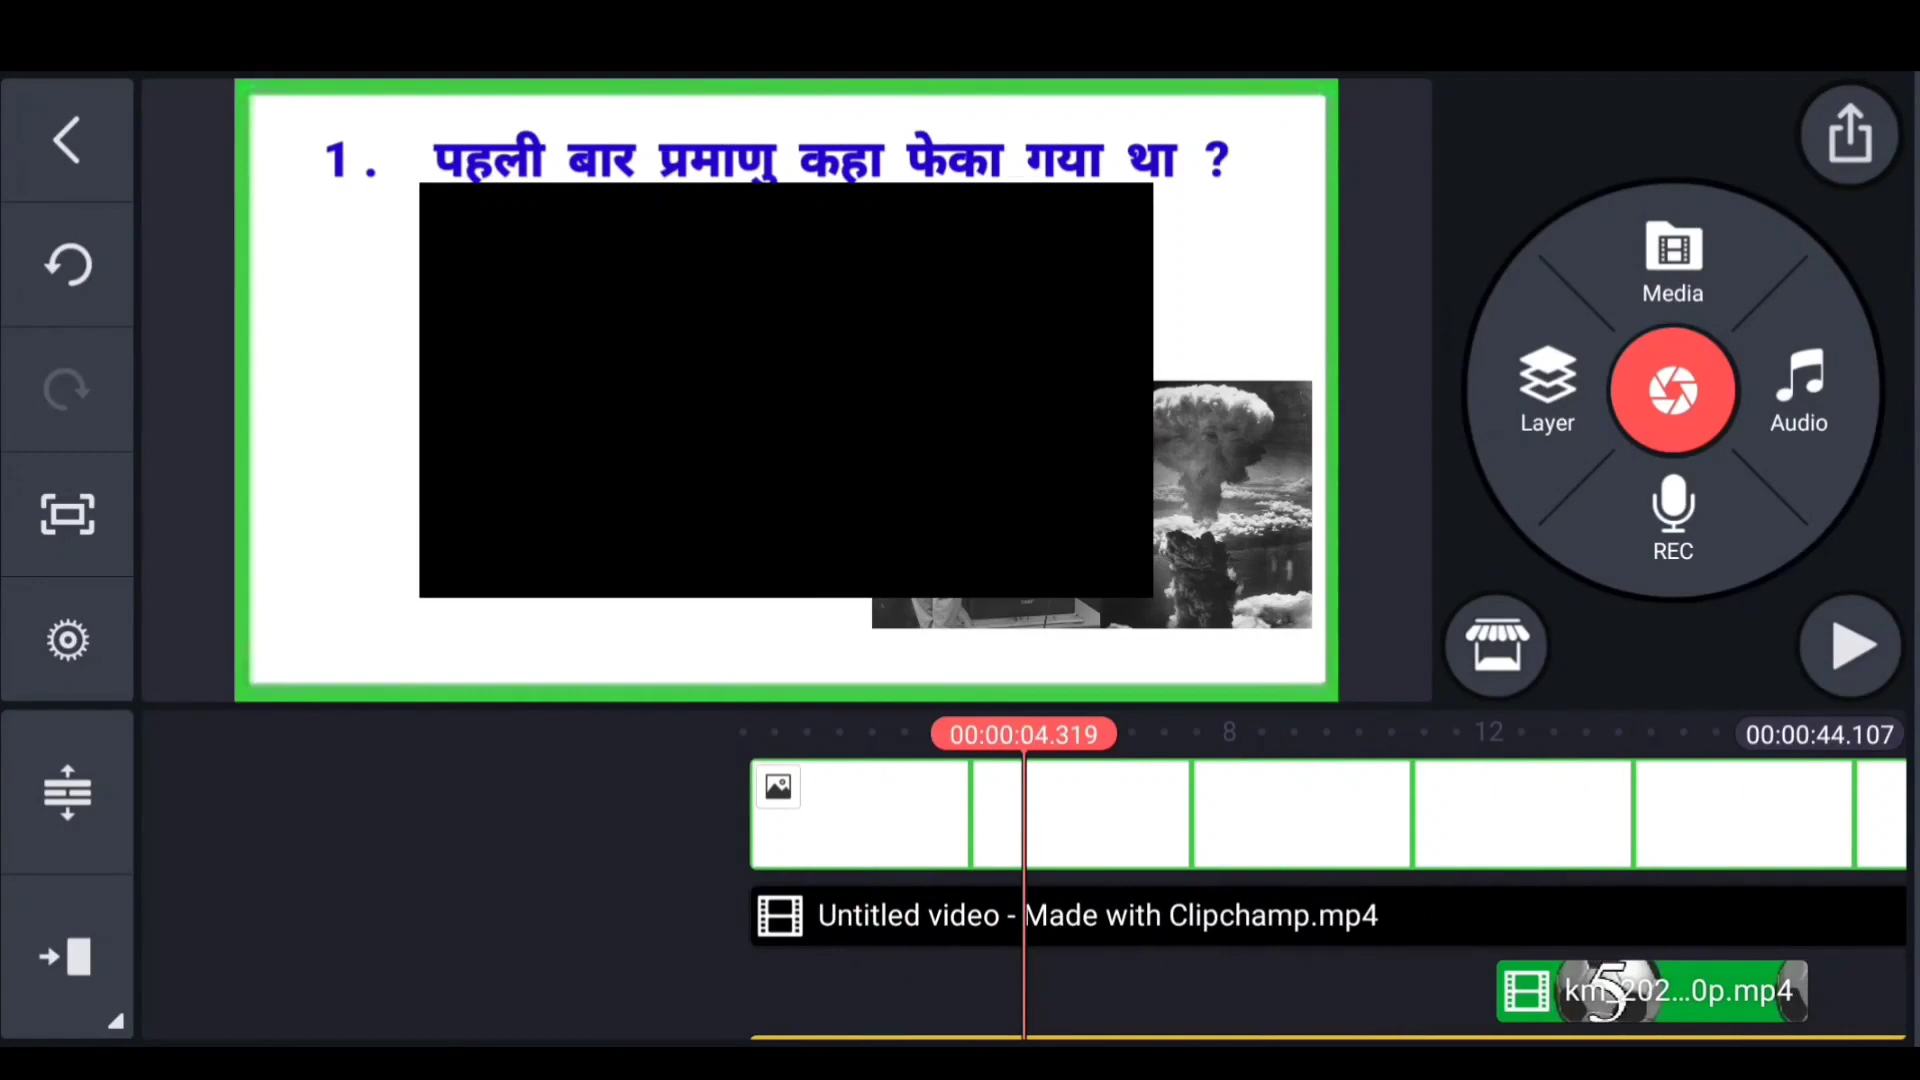 1. पहली बार प्रमाणु कहा फेका गया था ?
Media
Layer
Audio
REC
00:00:04.319
8
12
00:00:44.107
Untitled video - Made with Clipchamp.mp4
5
km_202...0p.mp4